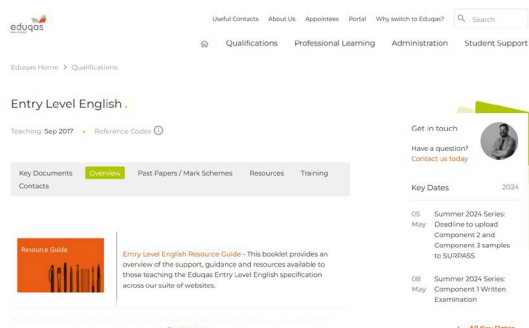 eduqas
Useful Contacts About Us Appointees Portal Why switch to Eduqas? Search
Qualifications Professional Learning Administration Student Support
Eduqas Home > Qualifications
Entry Level English .
Teaching: Sep 2017 • Reference Codes
Get in touch
Have a question?
Contact us today
Key Documents Overview Past Papers / Mark Schemes Resources Training
Contacts
Key Dates 2024
05 May Summer 2024 Series:
Deadline to upload
Component 2 and
Component 3 samples
to SURPASS
Resource Guide
Entry Level English Resource Guide - This booklet provides an
overview of the support, guidance and resources available to
those teaching the Eduqas Entry Level English specification
across our suite of websites.
08 May Summer 2024 Series:
Component 1 Written
Examination
All Key Dates